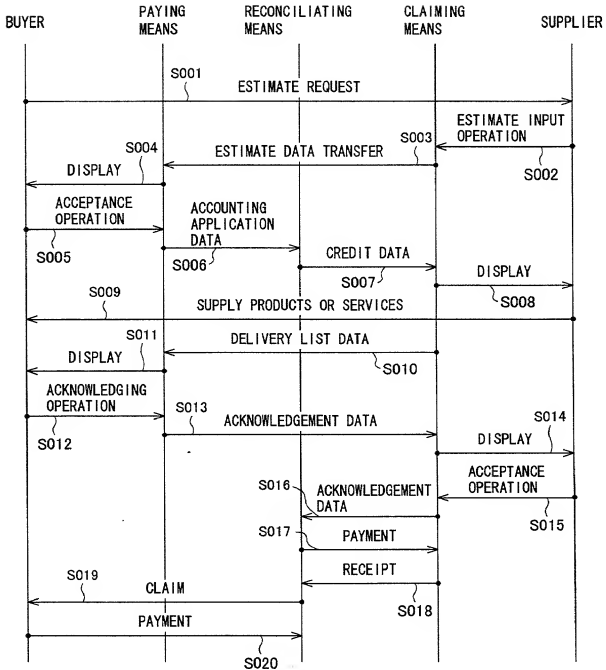 BUYER
PAYING
MEANS
RECONCILIATING
MEANS
CLAIMING
MEANS
SUPPLIER
S001
ESTIMATE REQUEST
ESTIMATE INPUT
OPERATION
S002
S003
ESTIMATE DATA TRANSFER
S004
DISPLAY
ACCEPTANCE
OPERATION
S005
ACCOUNTING
APPLICATION
DATA
S006
CREDIT DATA
S007
DISPLAY
S008
S009
SUPPLY PRODUCTS OR SERVICES
S011
DELIVERY LIST DATA
S010
DISPLAY
ACKNOWLEDGING
OPERATION
S012
S013
ACKNOWLEDGEMENT DATA
S014
DISPLAY
ACCEPTANCE
OPERATION
S015
S016
ACKNOWLEDGEMENT
DATA
S017
PAYMENT
RECEIPT
S018
S019
CLAIM
PAYMENT
S020